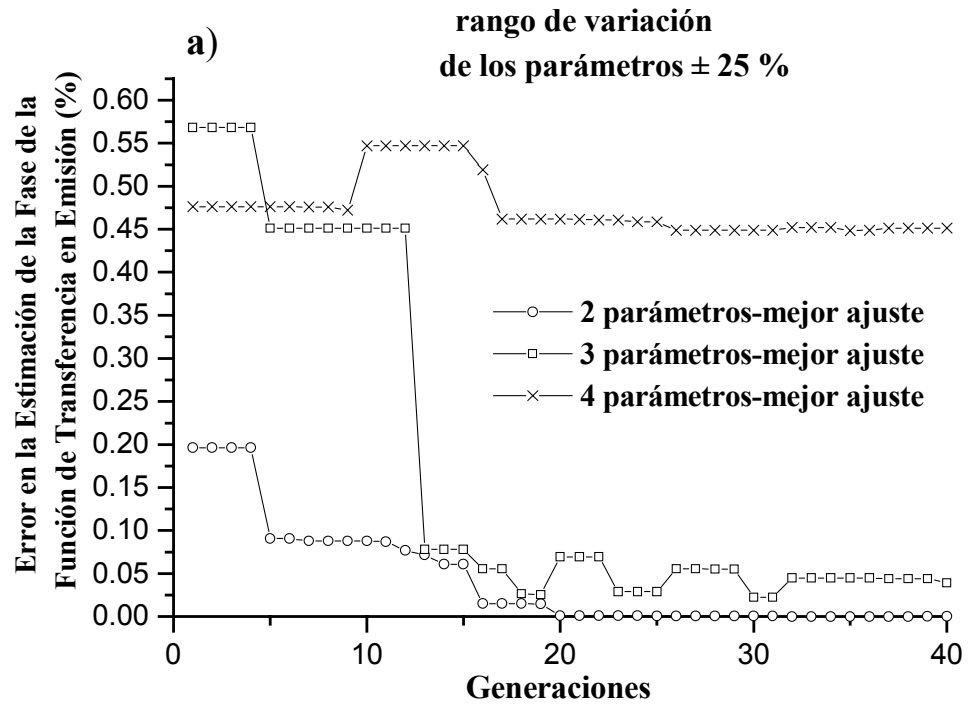 a)
rango de variación
de los parámetros ± 25 %
Error en la Estimación de la Fase de la
Función de Transferencia en Emisión (%)
0.60
0.55
0.50
0.45
0.40
0.35
0.30
0.25
0.20
0.15
0.10
0.05
0.00
2 parámetros-mejor ajuste
3 parámetros-mejor ajuste
4 parámetros-mejor ajuste
0 10 20 30 40
Generaciones